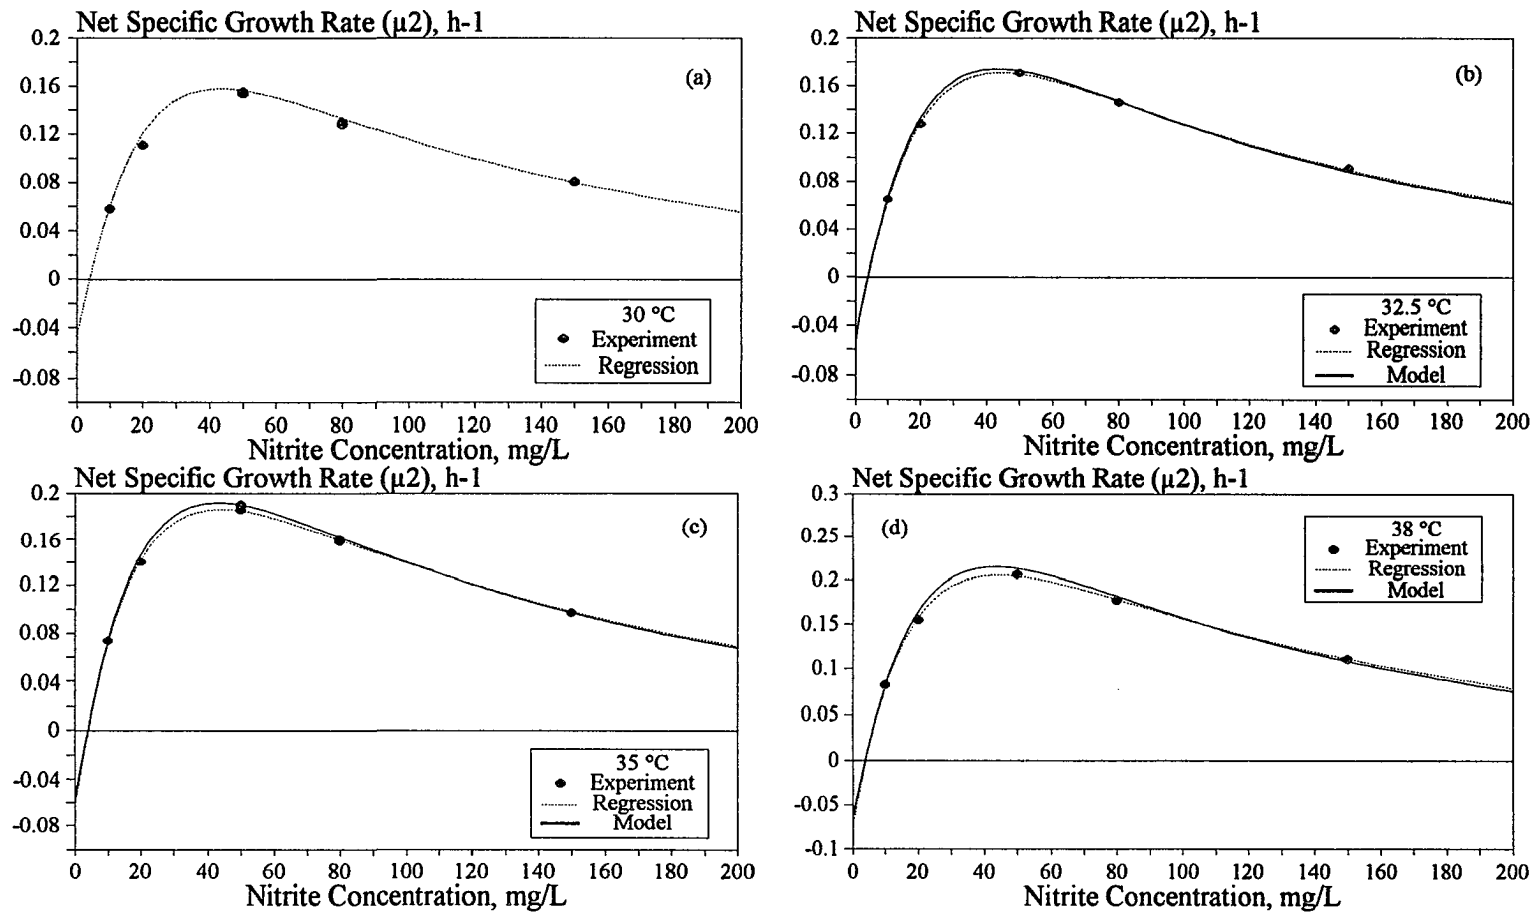 Net Specific Growth Rate (µ2), h-1
0.2
0.16
0.12
0.08
0.04
0
-0.04
-0.08
(a)
30 °C
Experiment
Regression
0 20 40 60 80 100 120 140 160 180 200
Nitrite Concentration, mg/L
Net Specific Growth Rate (µ2), h-1
0.2
0.16
0.12
0.08
0.04
0
-0.04
-0.08
(b)
32.5 °C
Experiment
Regression
Model
0 20 40 60 80 100 120 140 160 180 200
Nitrite Concentration, mg/L
Net Specific Growth Rate (µ2), h-1
0.2
0.16
0.12
0.08
0.04
0
-0.04
-0.08
(c)
35 °C
Experiment
Regression
Model
0 20 40 60 80 100 120 140 160 180 200
Nitrite Concentration, mg/L
Net Specific Growth Rate (µ2), h-1
0.3
0.25
0.2
0.15
0.1
0.05
0
-0.05
-0.1
(d)
38 °C
Experiment
Regression
Model
0 20 40 60 80 100 120 140 160 180 200
Nitrite Concentration, mg/L